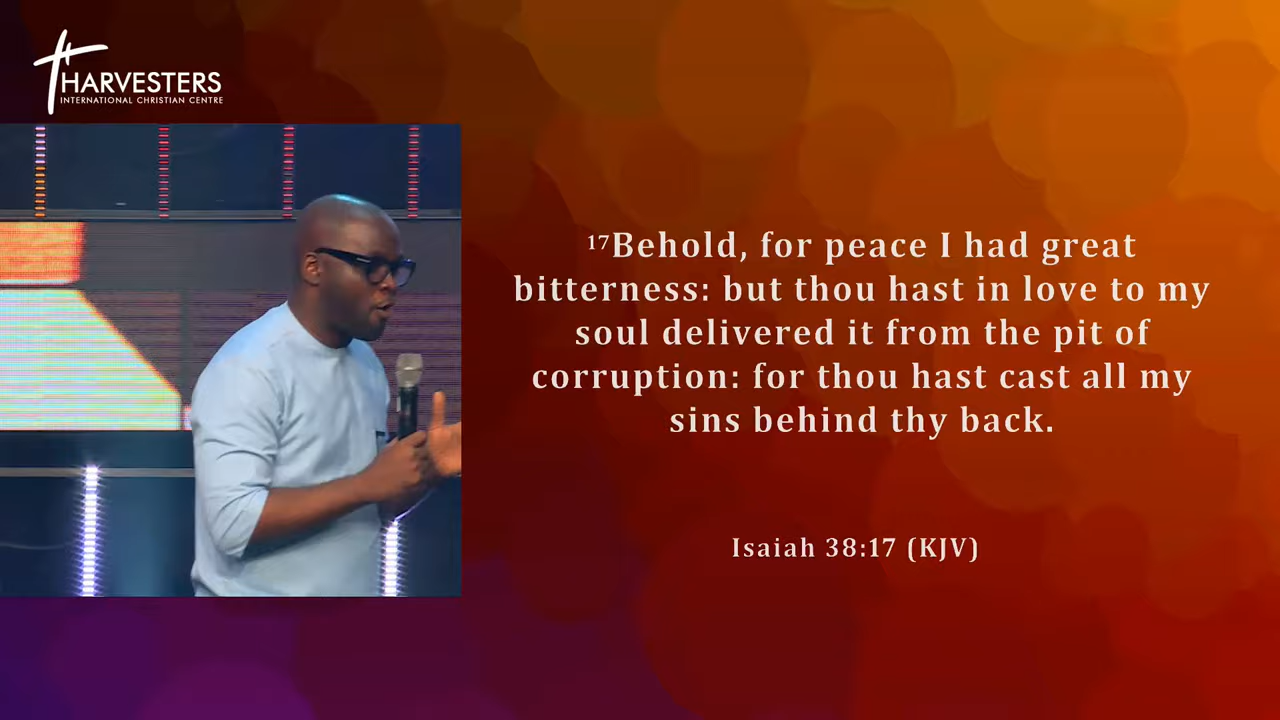 HARVESTERS
INTERNATIONAL CHRISTIAN CENTRE
17Behold, for peace I had great
bitterness: but thou hast in love to my
soul delivered it from the pit of
corruption: for thou hast cast all my
sins behind thy back.
Isaiah 38:17 (KJV)